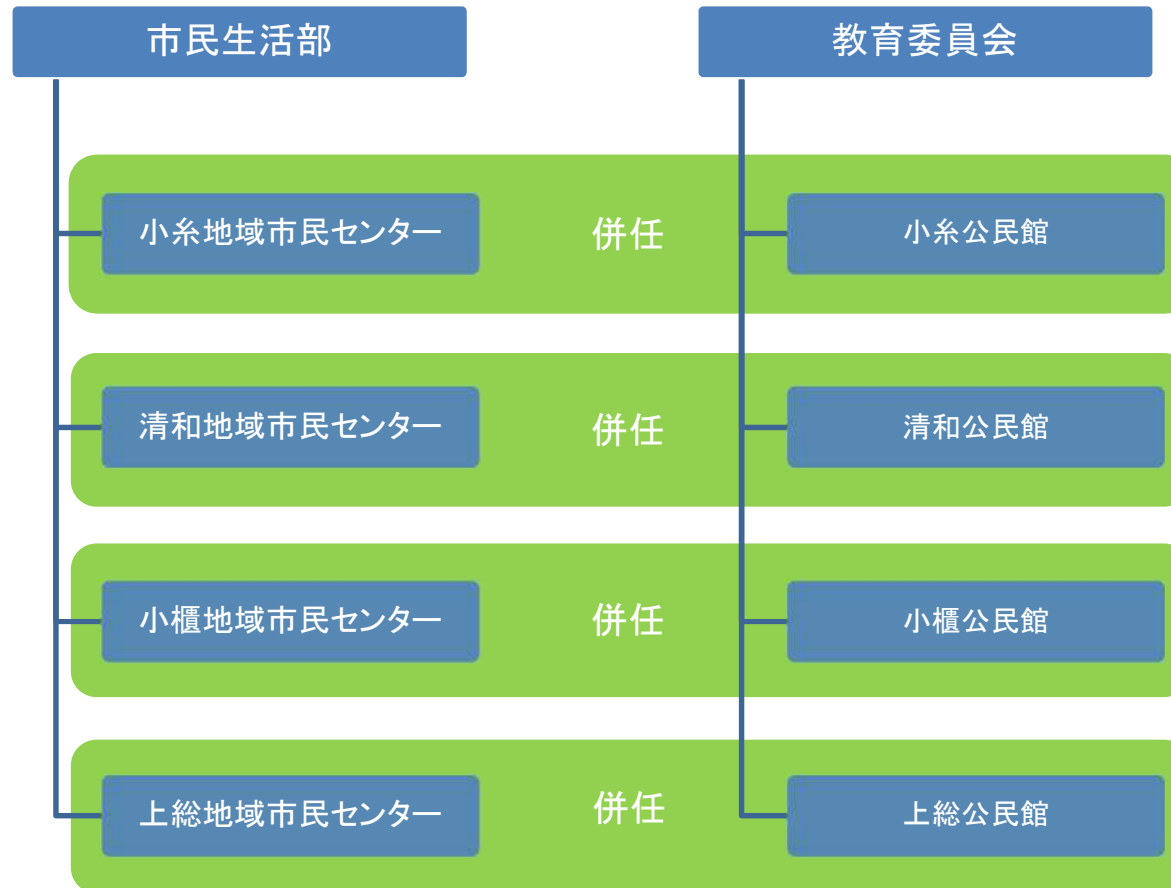 市民生活部
教育委員会
小糸地域市民センター
併任
小糸公民館
清和地域市民センター
併任
清和公民館
小櫃地域市民センター
併任
小櫃公民館
上総地域市民センター
併任
上総公民館